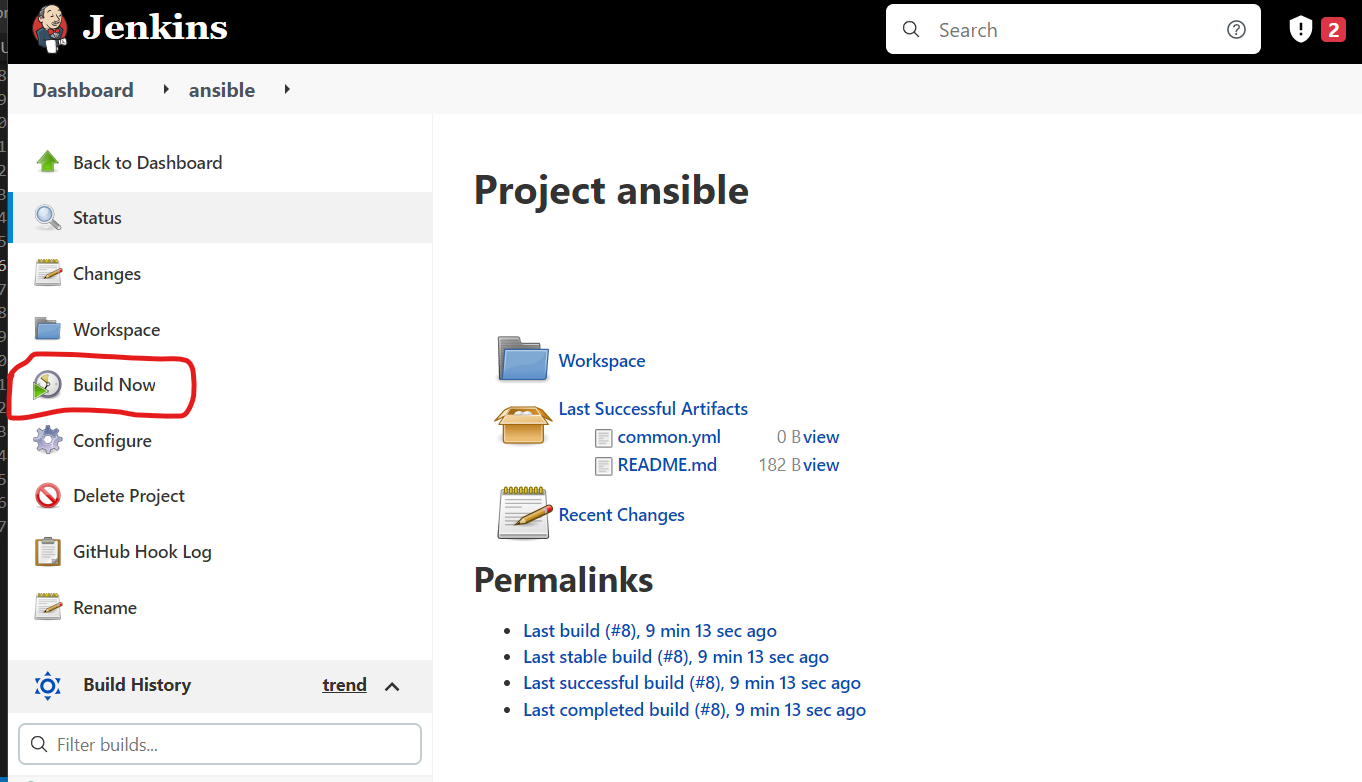 Jenkins
Search
2
Dashboard
ansible
Back to Dashboard
Status
Changes
Workspace
Build Now
Configure
Delete Project
GitHub Hook Log
Rename
Build History
trend
Filter builds...
Project ansible
Workspace
Last Successful Artifacts
common.yml 0 B view
README.md 182 B view
Recent Changes
Permalinks
Last build (#8), 9 min 13 sec ago
Last stable build (#8), 9 min 13 sec ago
Last successful build (#8), 9 min 13 sec ago
Last completed build (#8), 9 min 13 sec ago